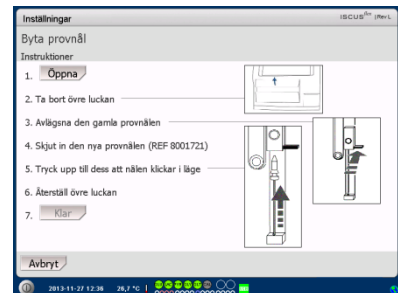 Inställningar
ISCUSflex |Rev L
Byta provnål
Instruktioner
1. Öppna
2. Ta bort övre luckan
3. Avlägsna den gamla provnålen
4. Skjut in den nya provnålen (REF 8001721)
5. Tryck upp till dess att nålen klickar i läge
6. Återställ övre luckan
7. Klar
Avbryt
2013-11-27 12:36 26,7 °C |